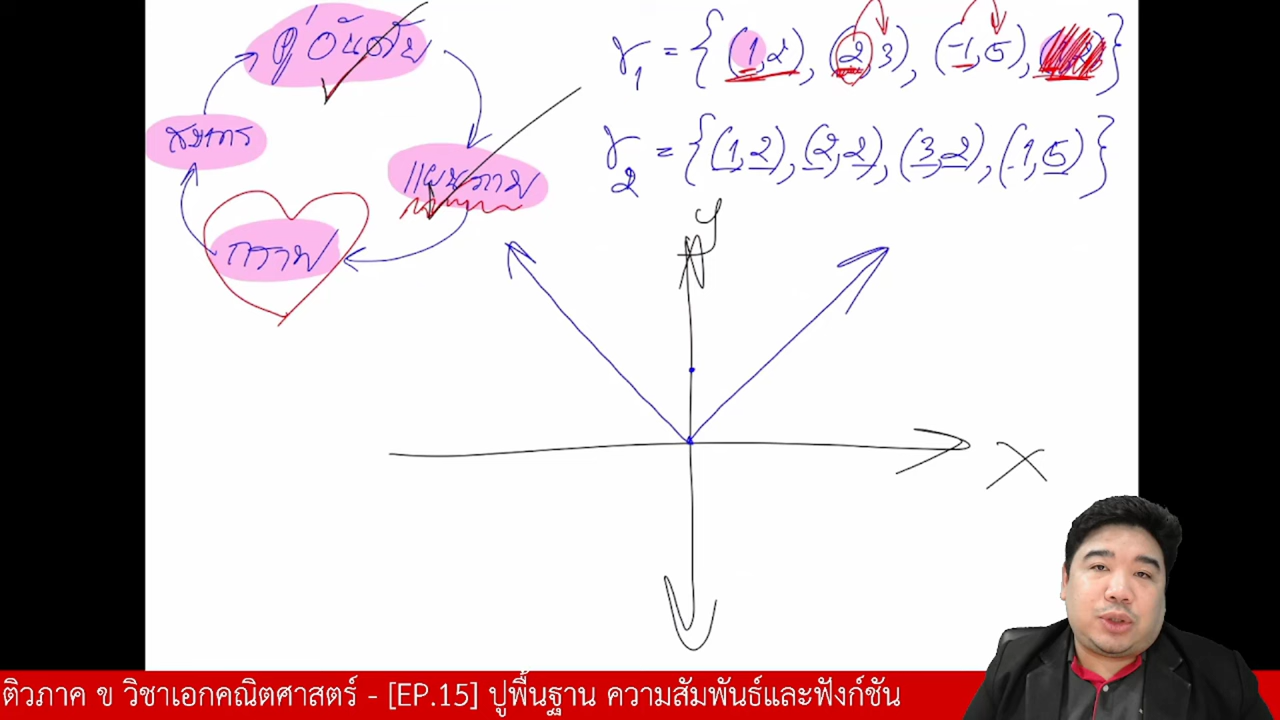 คู่อันดับ
แผนภาพ
กราฟ
สมการ
r₁ = {(1,2), (2,3), (-1,5), (1,2)}
r₂ = {(1,2), (2,2), (3,2), (-1,5)}
y
x
ติวภาค ข วิชาเอกคณิตศาสตร์ - [EP.15] ปูพื้นฐาน ความสัมพันธ์และฟังก์ชัน